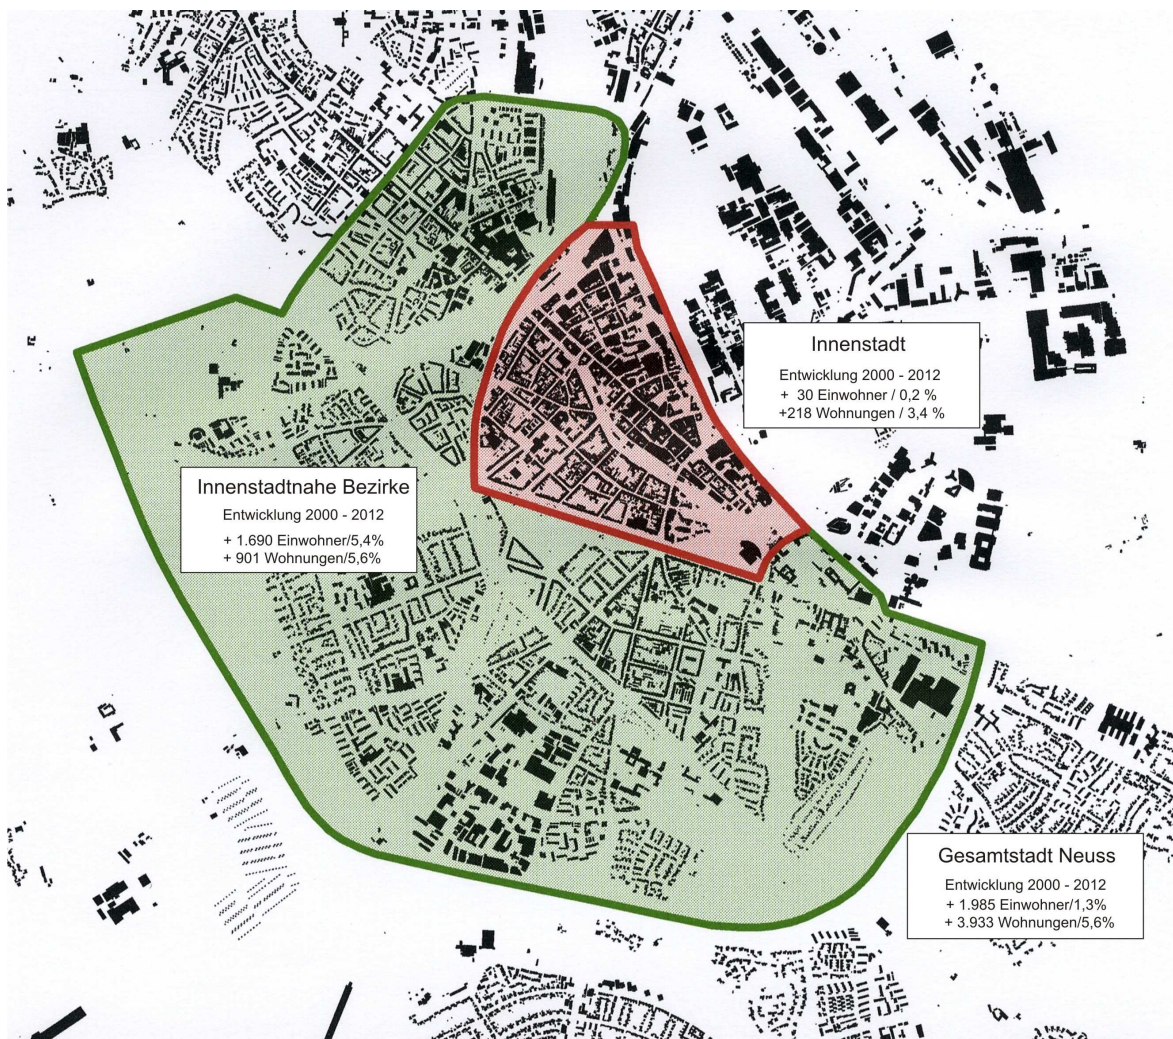 Innenstadt
Entwicklung 2000 - 2012
+ 30 Einwohner / 0,2 %
+218 Wohnungen / 3,4 %
Innenstadtnahe Bezirke
Entwicklung 2000 - 2012
+ 1.690 Einwohner/5,4%
+ 901 Wohnungen/5,6%
Gesamtstadt Neuss
Entwicklung 2000 - 2012
+ 1.985 Einwohner/1,3%
+ 3.933 Wohnungen/5,6%